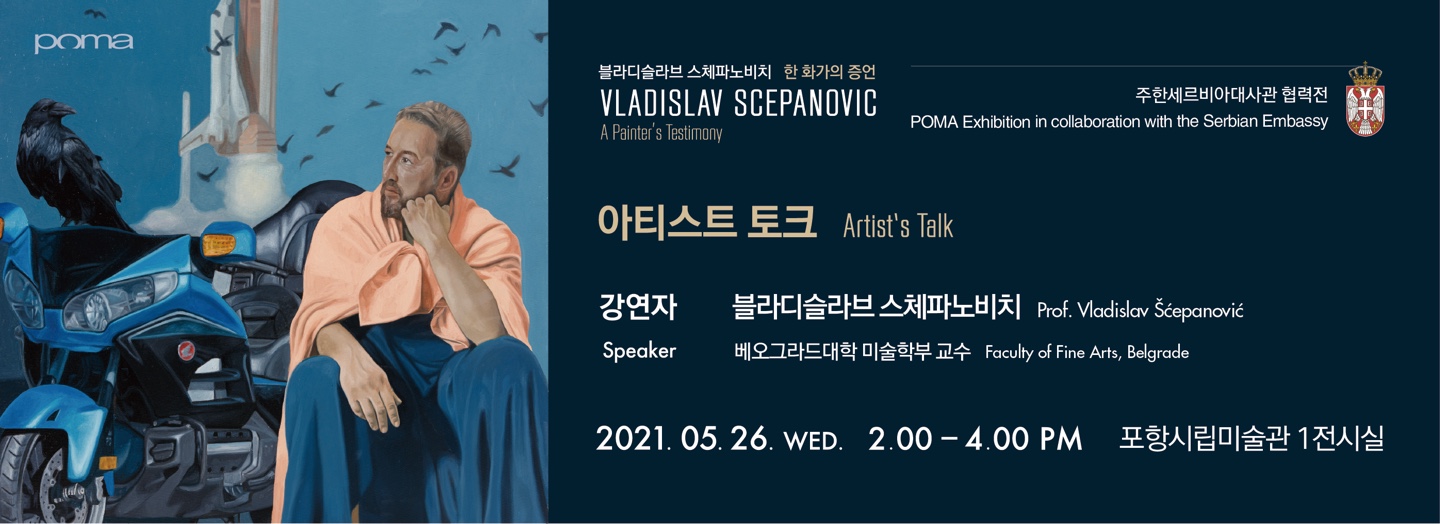 poma
블라디슬라브 스체파노비치 한 화가의 증언
VLADISLAV SCEPANOVIC
A Painter's Testimony
주한세르비아대사관 협력전
POMA Exhibition in collaboration with the Serbian Embassy
아티스트 토크 Artist's Talk
강연자 블라디슬라브 스체파노비치 Prof. Vladislav Šćepanović
Speaker 베오그라드대학 미술학부 교수 Faculty of Fine Arts, Belgrade
2021. 05. 26. WED. 2.00 – 4.00 PM 포항시립미술관 1전시실